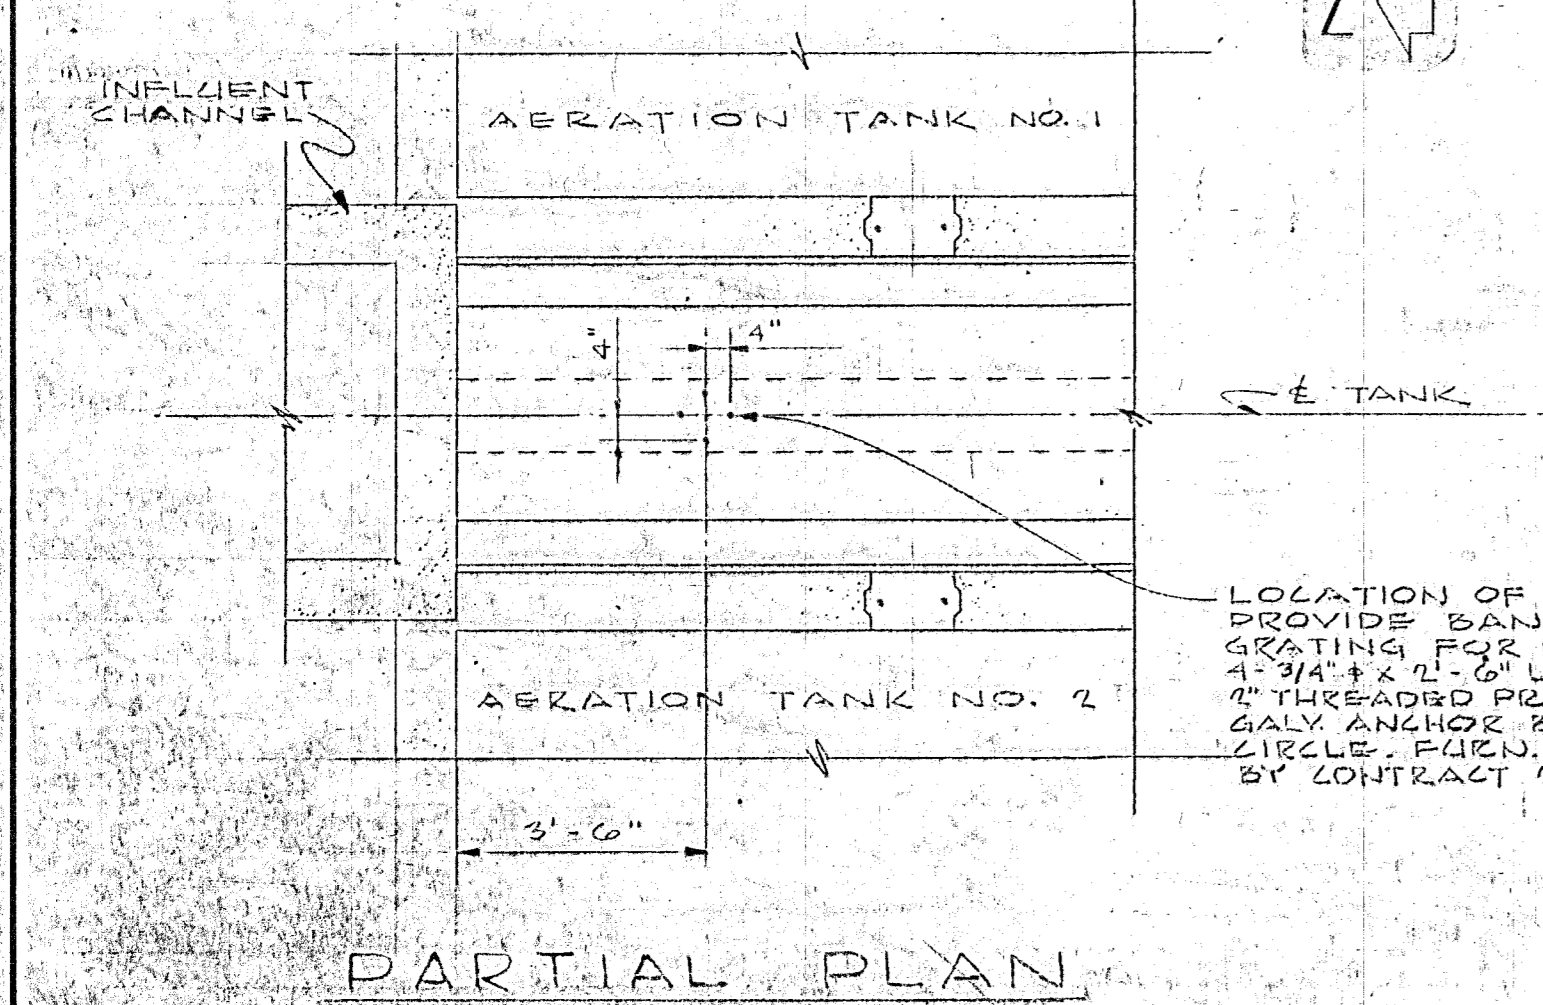 INFLUENT
CHANNEL
AERATION TANK NO. 1
4"
4"
℄ TANK
LOCATION OF
PROVIDE BAN
GRATING FOR
4-3/4"φ x 2'-6" L
2" THREADED PR
GALV. ANCHOR B
CIRCLE. FURN.
BY CONTRACT
AERATION TANK NO. 2
3'-6"
PARTIAL PLAN